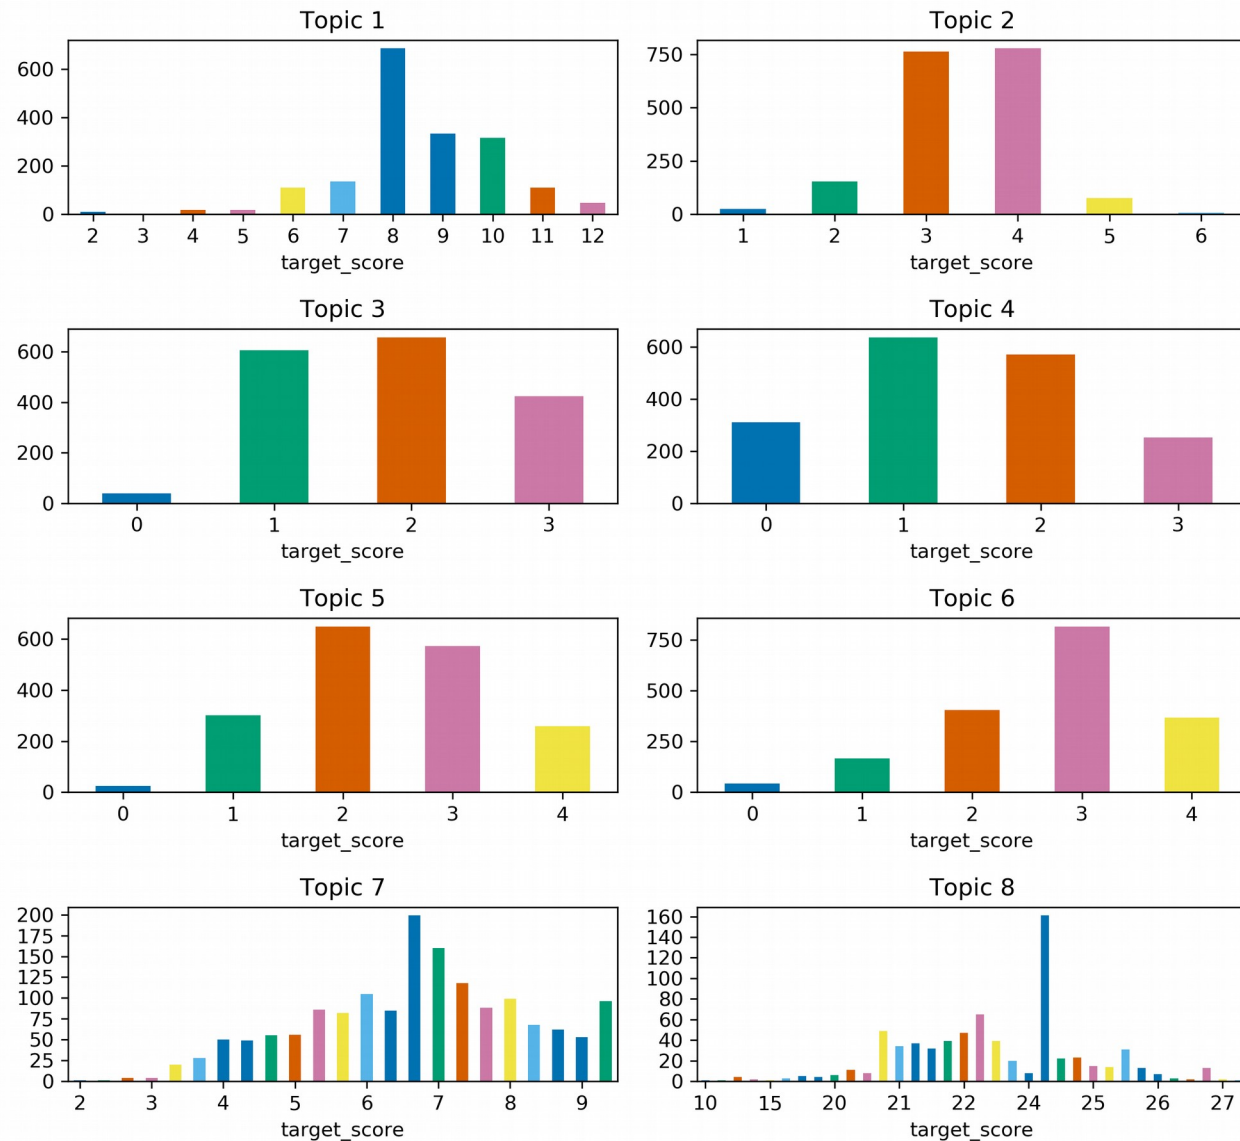 Topic 1
600
400
200
0
2 3 4 5 6 7 8 9 10 11 12
target_score
Topic 2
750
500
250
0
1 2 3 4 5 6
target_score
Topic 3
600
400
200
0
0 1 2 3
target_score
Topic 4
600
400
200
0
0 1 2 3
target_score
Topic 5
600
400
200
0
0 1 2 3 4
target_score
Topic 6
750
500
250
0
0 1 2 3 4
target_score
Topic 7
200
175
150
125
100
75
50
25
0
2 3 4 5 6 7 8 9
target_score
Topic 8
160
140
120
100
80
60
40
20
0
10 15 20 21 22 24 25 26 27
target_score